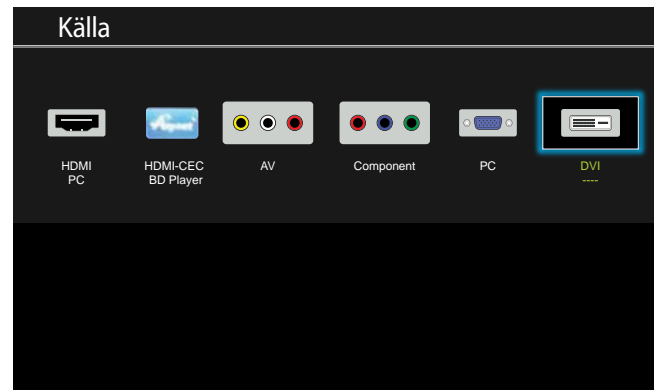 Källa
HDMI
PC
HDMI-CEC
BD Player
AV
Component
PC
DVI
----